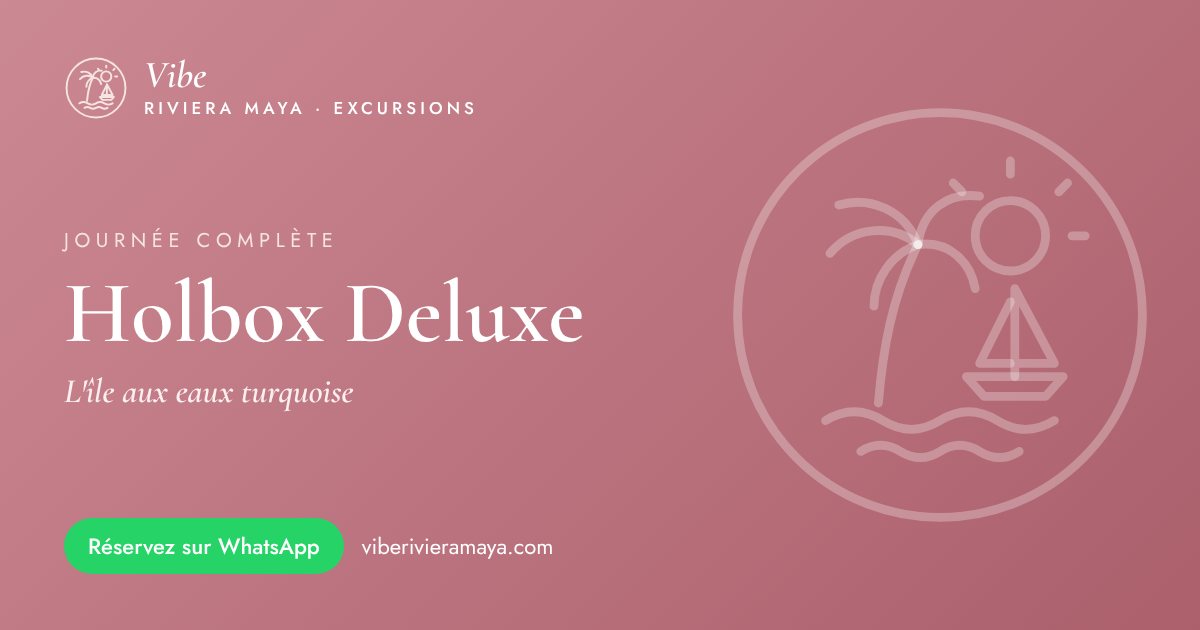 Vibe
RIVIERA MAYA · EXCURSIONS
JOURNÉE COMPLÈTE
Holbox Deluxe
L'île aux eaux turquoise
Réservez sur WhatsApp
viberivieramaya.com